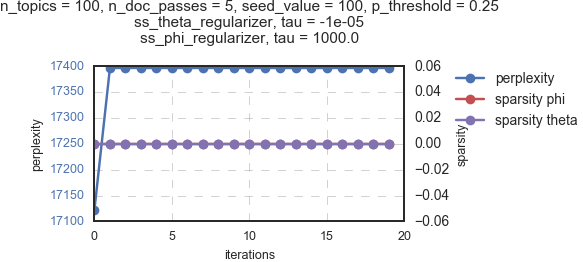 n_topics = 100, n_doc_passes = 5, seed_value = 100, p_threshold = 0.25
ss_theta_regularizer, tau = -1e-05
ss_phi_regularizer, tau = 1000.0
17400
17350
17300
17250
17200
17150
17100
perplexity
0.06
0.04
0.02
0.00
−0.02
−0.04
−0.06
sparsity
perplexity
sparsity phi
sparsity theta
0
5
10
15
20
iterations